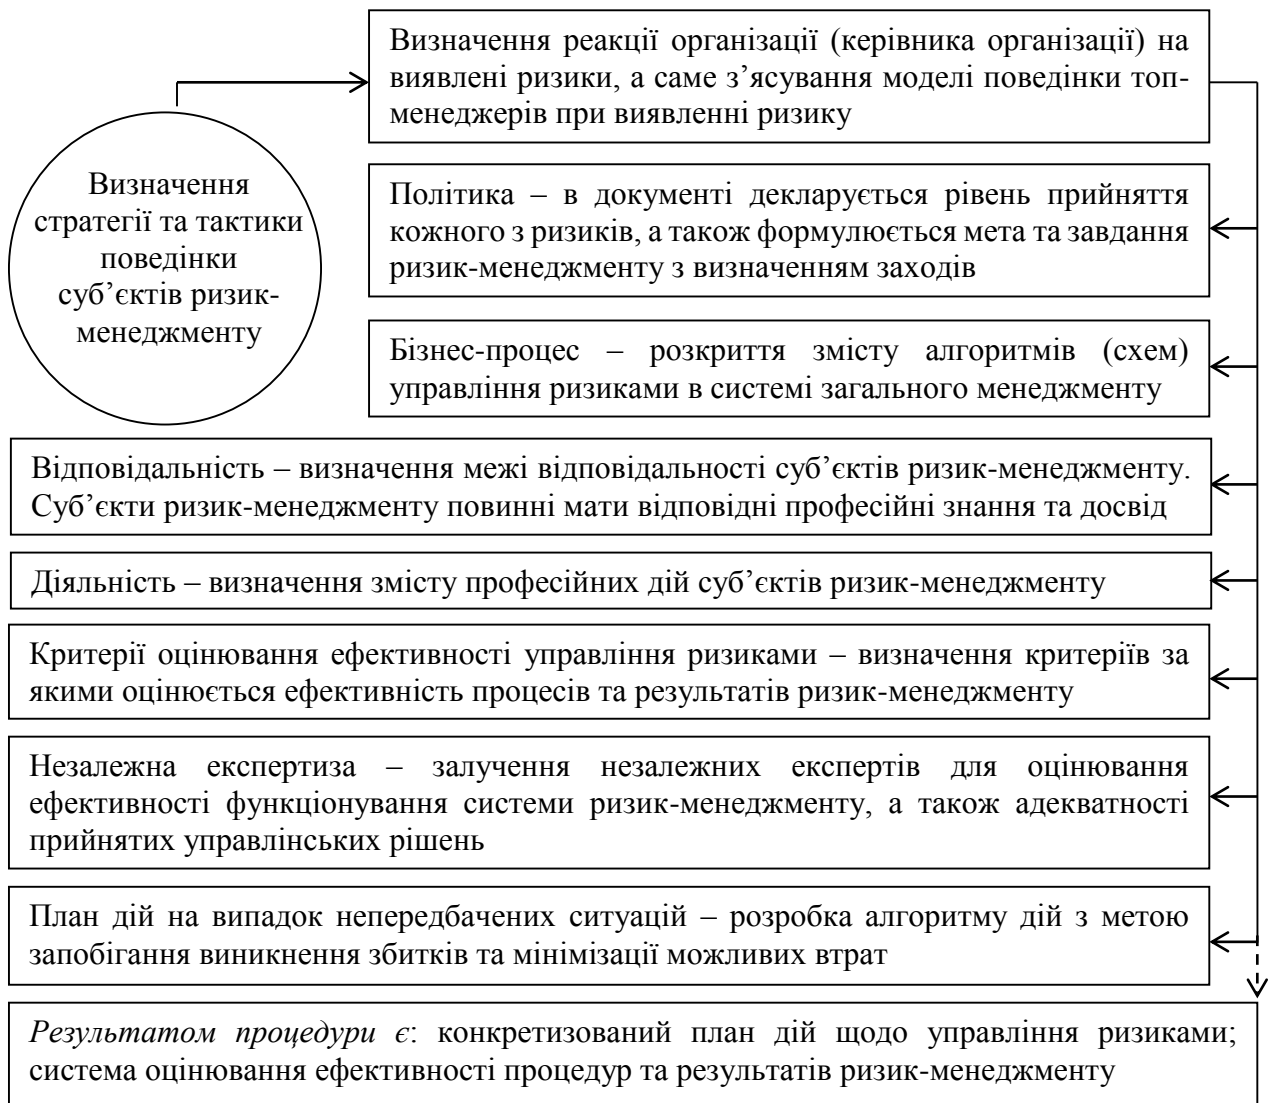 Визначення реакції організації (керівника організації) на
виявлені ризики, а саме з’ясування моделі поведінки топ-
менеджерів при виявленні ризику
Визначення
стратегії та тактики
поведінки
суб’єктів ризик-
менеджменту
Політика – в документі декларується рівень прийняття
кожного з ризиків, а також формулюється мета та завдання
ризик-менеджменту з визначенням заходів
Бізнес-процес – розкриття змісту алгоритмів (схем)
управління ризиками в системі загального менеджменту
Відповідальність – визначення межі відповідальності суб’єктів ризик-менеджменту.
Суб’єкти ризик-менеджменту повинні мати відповідні професійні знання та досвід
Діяльність – визначення змісту професійних дій суб’єктів ризик-менеджменту
Критерії оцінювання ефективності управління ризиками – визначення критеріїв за
якими оцінюється ефективність процесів та результатів ризик-менеджменту
Незалежна експертиза – залучення незалежних експертів для оцінювання
ефективності функціонування системи ризик-менеджменту, а також адекватності
прийнятих управлінських рішень
План дій на випадок непередбачених ситуацій – розробка алгоритму дій з метою
запобігання виникнення збитків та мінімізації можливих втрат
Результатом процедури є: конкретизований план дій щодо управління ризиками;
система оцінювання ефективності процедур та результатів ризик-менеджменту